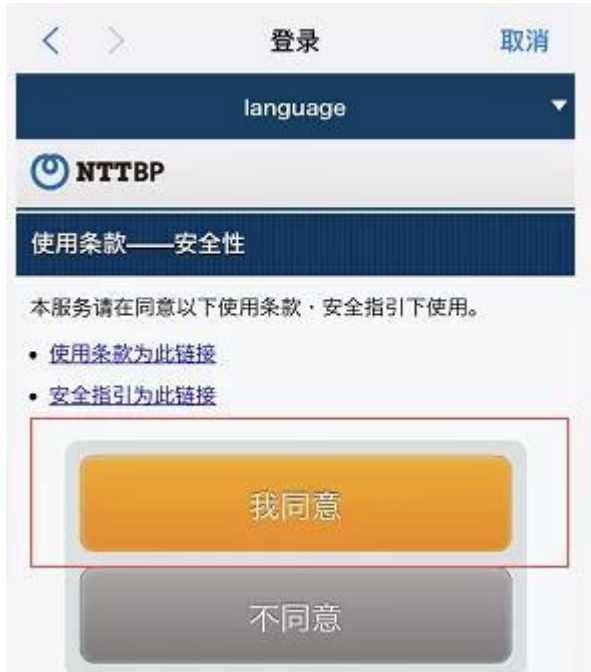 登录
取消
language
NTTBP
使用条款——安全性
本服务请在同意以下使用条款・安全指引下使用。
使用条款为此链接
安全指引为此链接
我同意
不同意